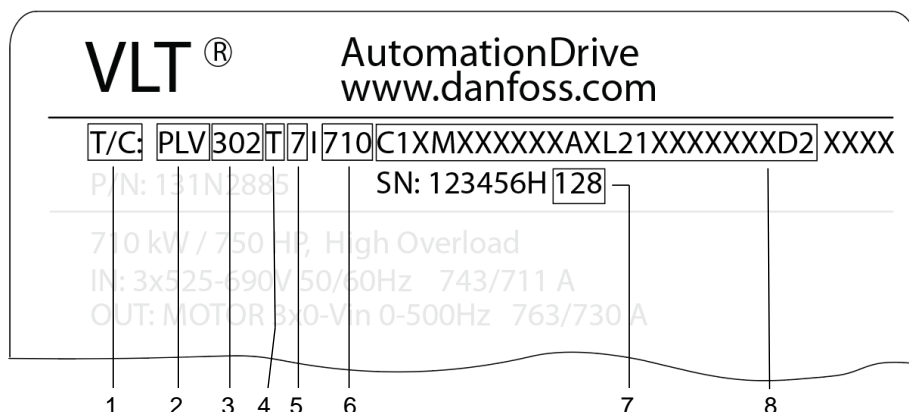 VLT ® AutomationDrive
www.danfoss.com
T/C: PLV302T7I710C1XMXXXXXXAXL21XXXXXXXD2 XXXX
P/N: 131N2885 SN: 123456H 128
710 kW / 750 HP, High Overload
IN: 3x525-690V 50/60Hz 743/711 A
OUT: MOTOR 3x0-Vin 0-500Hz 763/730 A
1 2 3 4 5 6 7 8